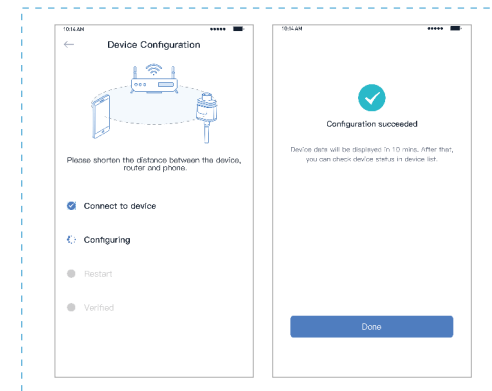 10:14 AM
Device Configuration
Please shorten the distance between the device,
router and phone.
Connect to device
Configuring
Restart
Verified
10:14 AM
Configuration succeeded
Device data will be displayed in 10 mins. After that,
you can check device status in device list.
Done